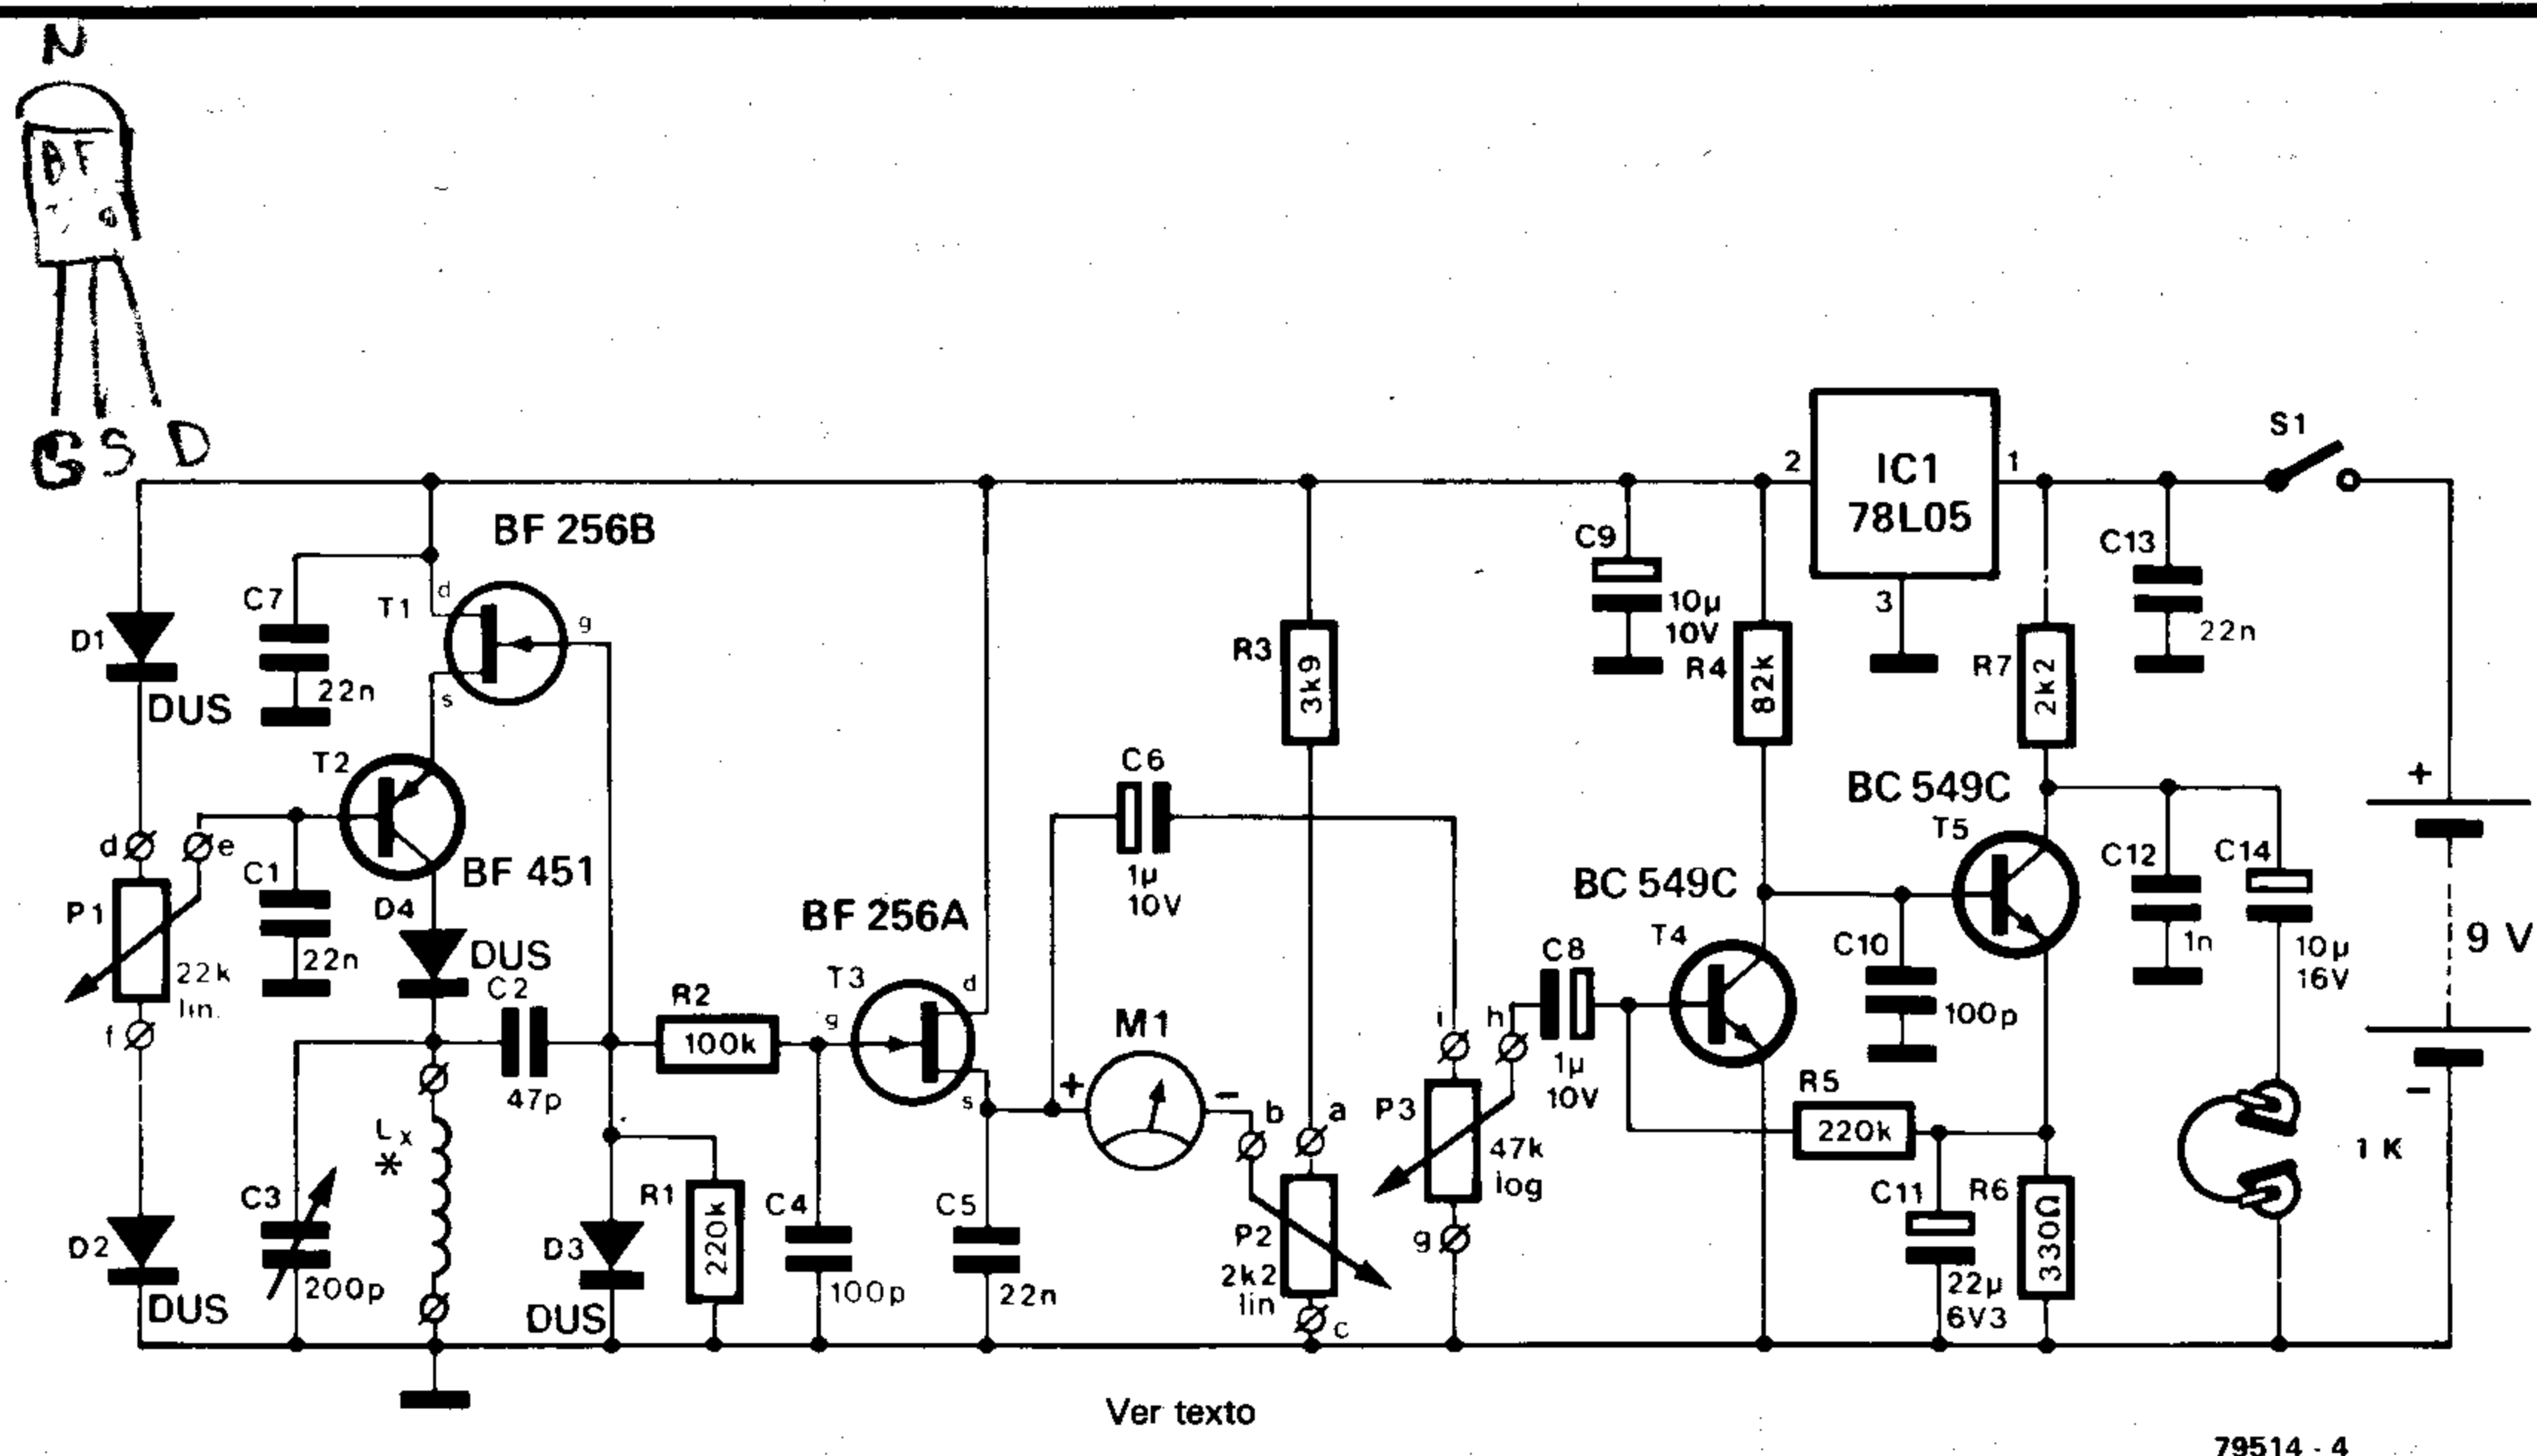 N
BF
G S D
S1
2
IC1
78L05
1
3
BF 256B
C9
10µ
10V
C13
22n
C7
22n
T1
d
g
s
D1
DUS
R3
3k9
R4
82k
R7
2k2
T2
BF 451
C6
1µ
10V
BC 549C
T5
+
d
e
C1
22n
P1
22k
lin.
f
D4
DUS
C2
47p
BF 256A
T3
d
g
s
R2
100k
M1
+
-
b
a
i
h
C8
1µ
10V
BC 549C
T4
C10
100p
C12
1n
C14
10µ
16V
9 V
-
Lx
*
C3
200p
D2
DUS
D3
DUS
R1
220k
C4
100p
C5
22n
P2
2k2
lin
c
P3
47k
log
g
R5
220k
C11
22µ
6V3
R6
330Ω
1 K
Ver texto
79514 - 4